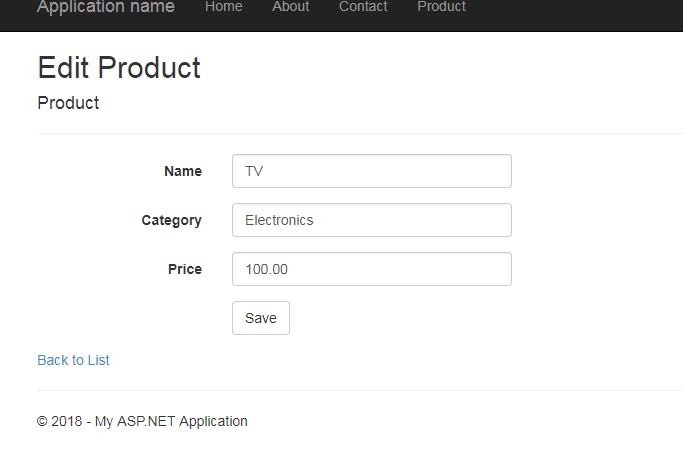 Application name Home About Contact Product
Edit Product
Product
Name TV
Category Electronics
Price 100.00
Save
Back to List
© 2018 - My ASP.NET Application